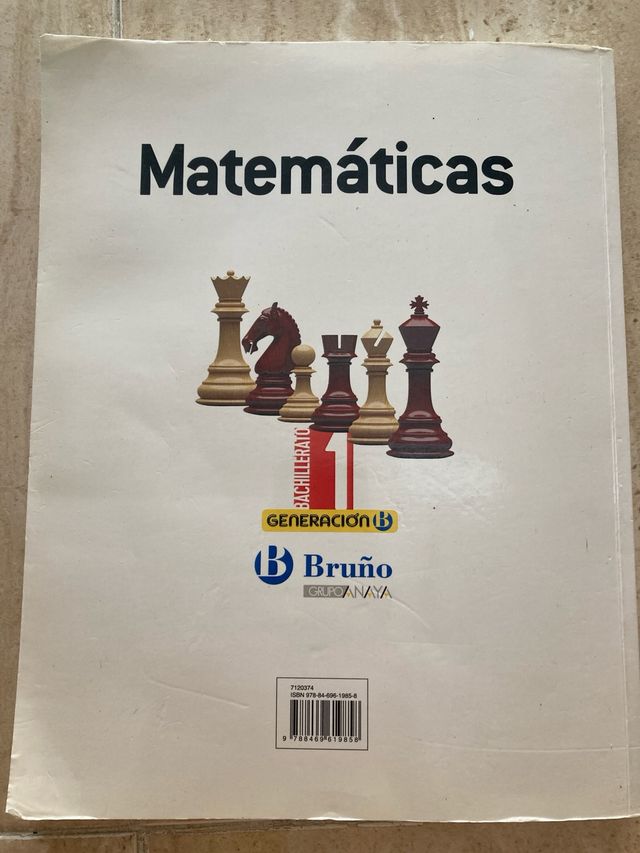 Matemáticas
BACHILLERATO
1
GENERACIÓN B
B Bruño
GRUPO ANAYA
7120374
ISBN 978-84-696-1985-8
9 788469 619858